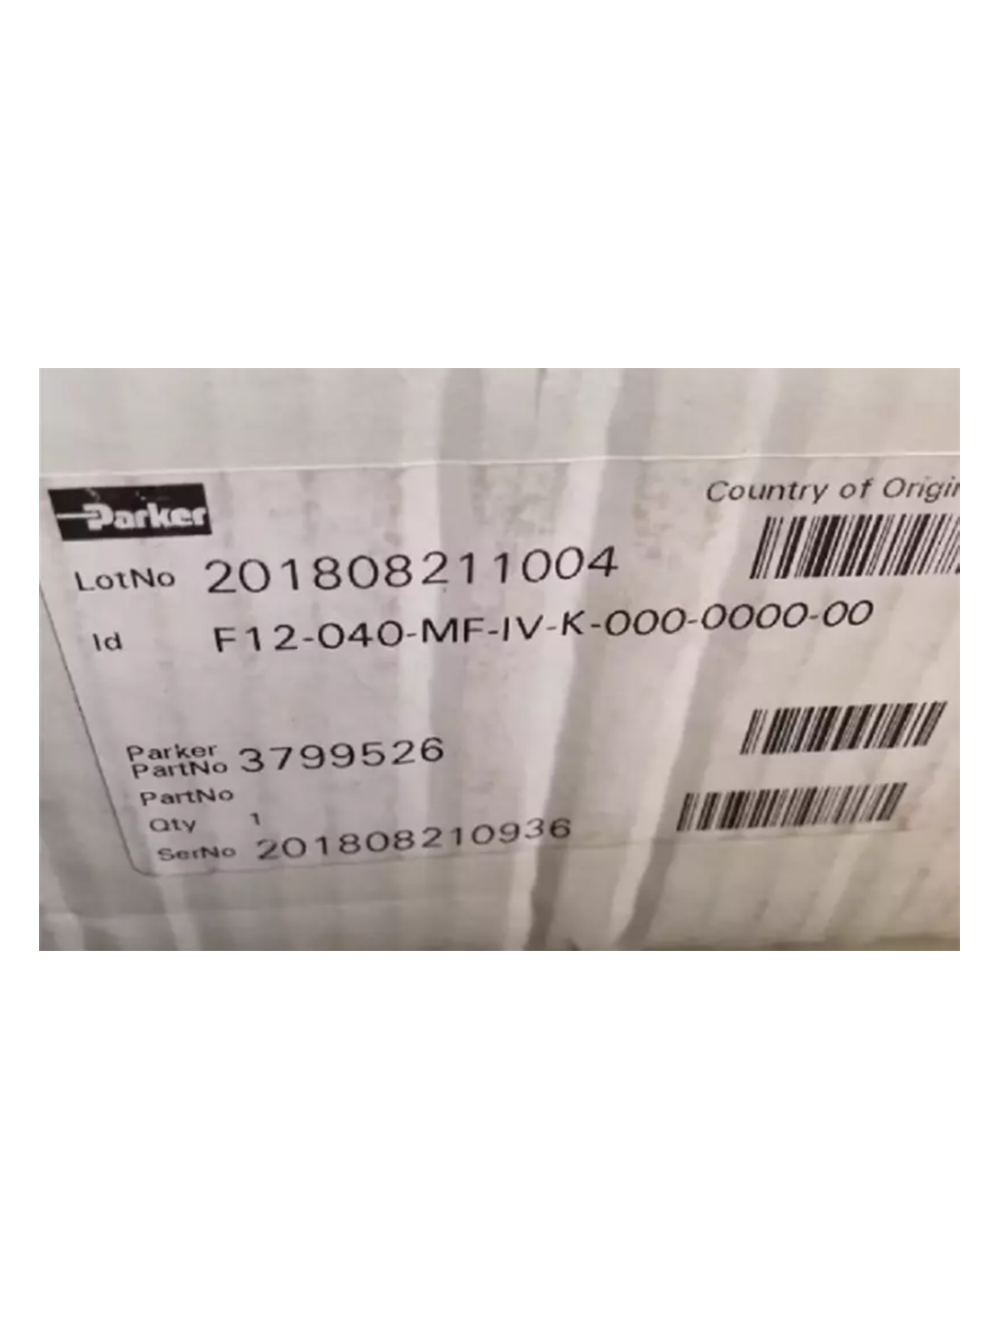 Parker
Country of Origin
LotNo 201808211004
Id F12-040-MF-IV-K-000-0000-00
Parker
PartNo 3799526
PartNo
Qty 1
SerNo 201808210936